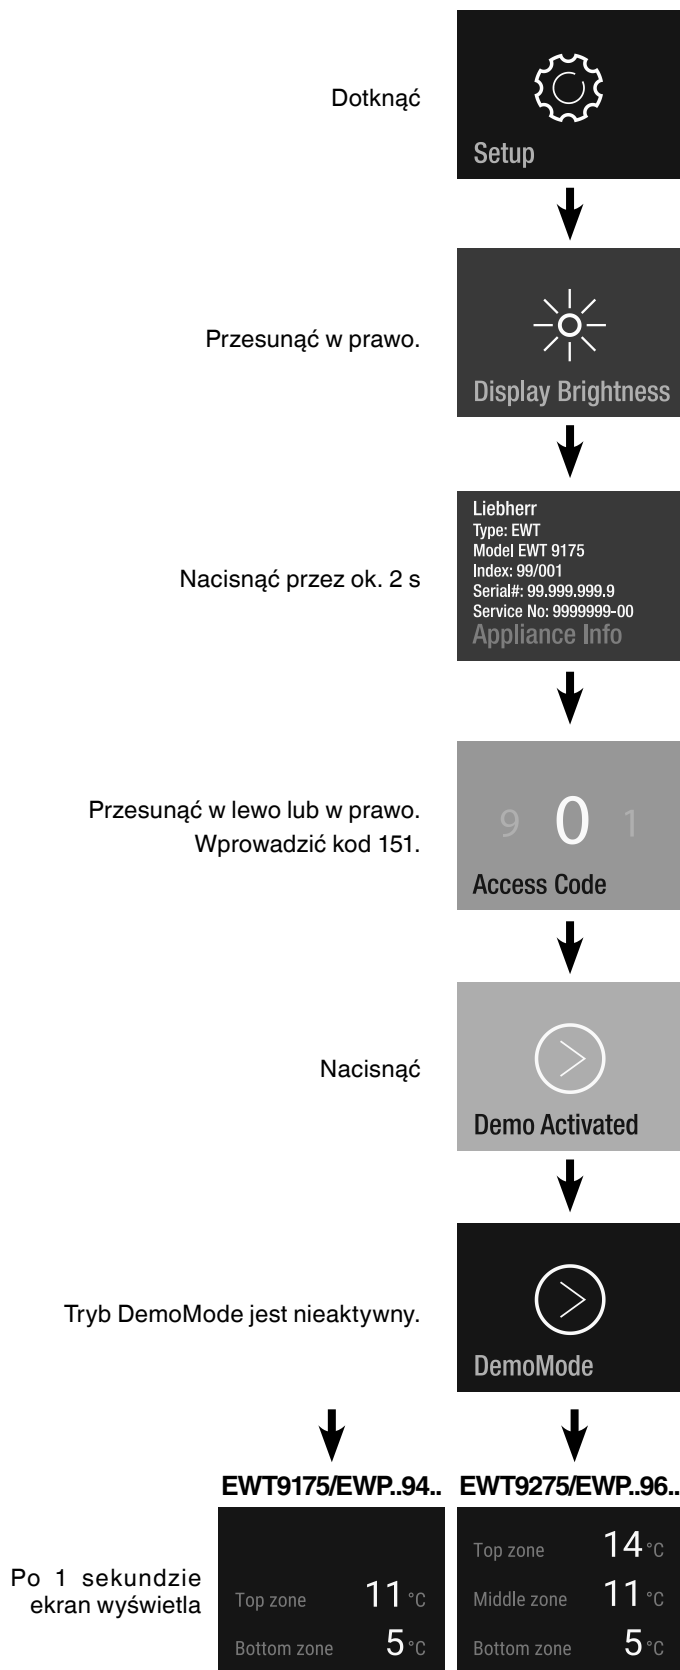 Dotknąć
Setup
Przesunąć w prawo.
Display Brightness
Nacisnąć przez ok. 2 s
Liebherr
Type: EWT
Model EWT 9175
Index: 99/001
Serial#: 99.999.999.9
Service No: 9999999-00
Appliance Info
Przesunąć w lewo lub w prawo.
Wprowadzić kod 151.
9 0 1
Access Code
Nacisnąć
Demo Activated
Tryb DemoMode jest nieaktywny.
DemoMode
EWT9175/EWP..94..
EWT9275/EWP..96..
Po 1 sekundzie
ekran wyświetla
Top zone 11 °C
Bottom zone 5 °C
Top zone 14 °C
Middle zone 11 °C
Bottom zone 5 °C